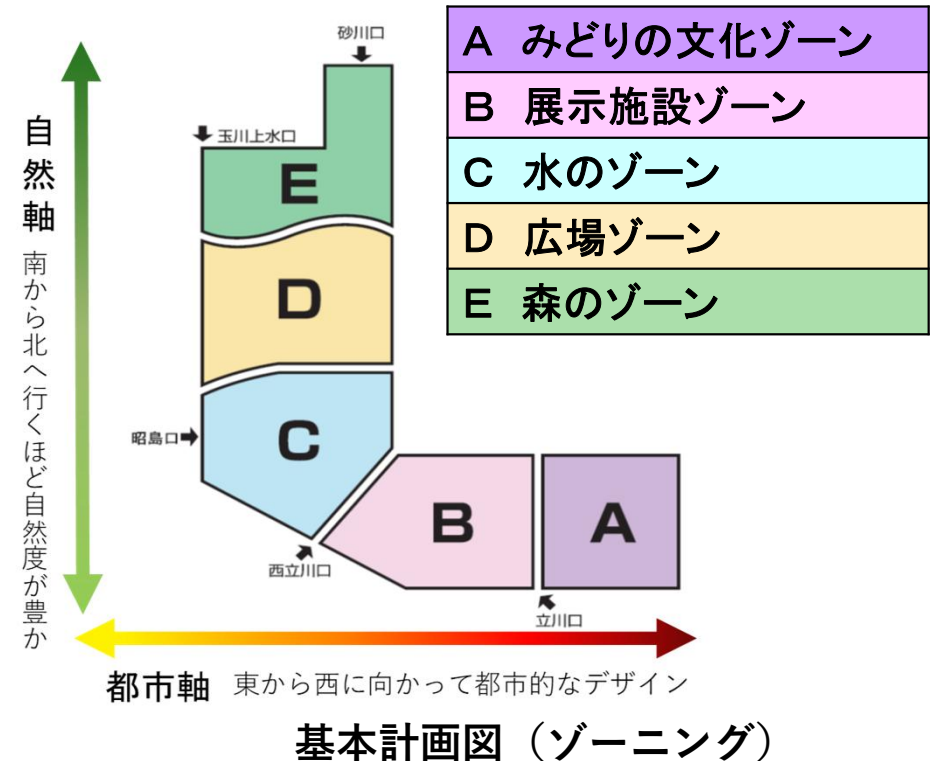 砂川口
玉川上水口
A みどりの文化ゾーン
B 展示施設ゾーン
C 水のゾーン
D 広場ゾーン
E 森のゾーン
自然軸 南から北へ行くほど自然度が豊か
E
D
C
昭島口
B
A
西立川口
立川口
都市軸 東から西に向かって都市的なデザイン
基本計画図（ゾーニング）